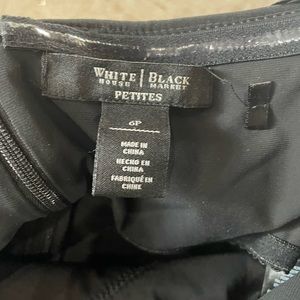 WHITE | BLACK
HOUSE | MARKET
PETITES
6P
MADE IN
CHINA
HECHO EN
CHINA
FABRIQUÉ EN
CHINE